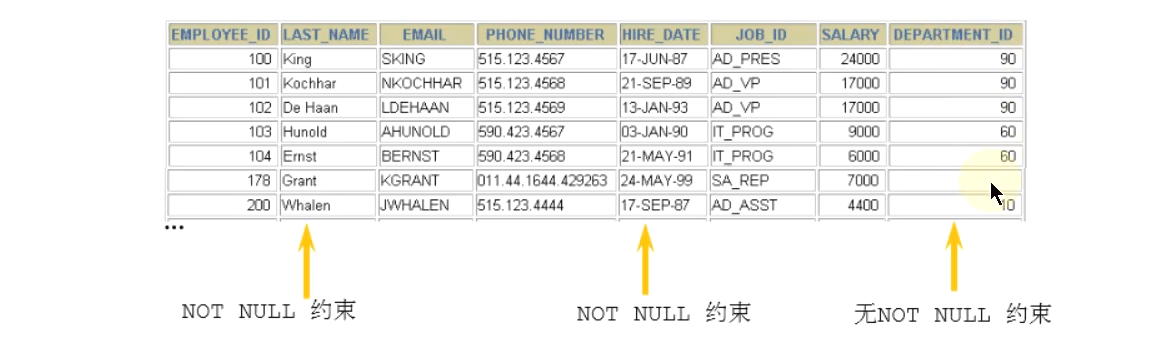 EMPLOYEE_ID LAST_NAME EMAIL PHONE_NUMBER HIRE_DATE JOB_ID SALARY DEPARTMENT_ID
100 King SKING 515.123.4567 17-JUN-87 AD_PRES 24000 90
101 Kochhar NKOCHHAR 515.123.4568 21-SEP-89 AD_VP 17000 90
102 De Haan LDEHAAN 515.123.4569 13-JAN-93 AD_VP 17000 90
103 Hunold AHUNOLD 590.423.4567 03-JAN-90 IT_PROG 9000 60
104 Ernst BERNST 590.423.4568 21-MAY-91 IT_PROG 6000 60
178 Grant KGRANT 011.44.1644.429263 24-MAY-99 SA_REP 7000
200 Whalen JWHALEN 515.123.4444 17-SEP-87 AD_ASST 4400 10
...
NOT NULL 约束 NOT NULL 约束 无NOT NULL 约束